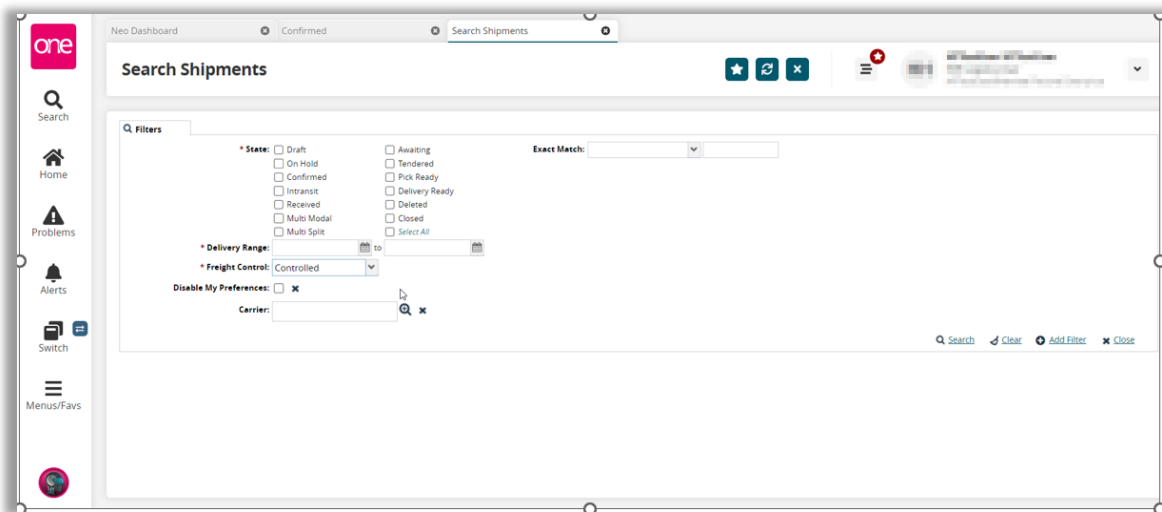 one
Neo Dashboard Confirmed Search Shipments
Search Shipments
Search
Home
Problems
Alerts
Switch
Menus/Favs
Filters
* State: Draft Awaiting Exact Match:
On Hold Tendered
Confirmed Pick Ready
Intransit Delivery Ready
Received Deleted
Multi Modal Closed
Multi Split Select All
* Delivery Range: to
* Freight Control: Controlled
Disable My Preferences:
Carrier:
Search Clear Add Filter Close